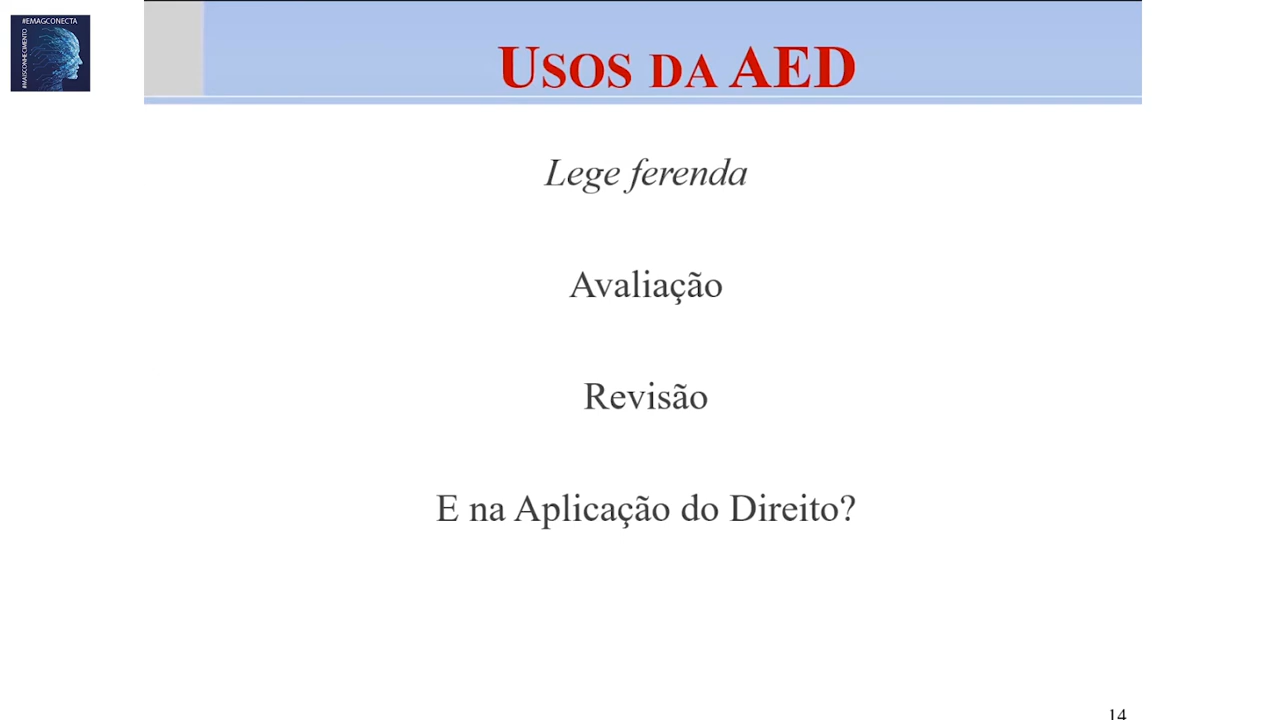 #EMAGCONECTA
#MAISCONHECIMENTO
USOS DA AED
Lege ferenda
Avaliação
Revisão
E na Aplicação do Direito?
14